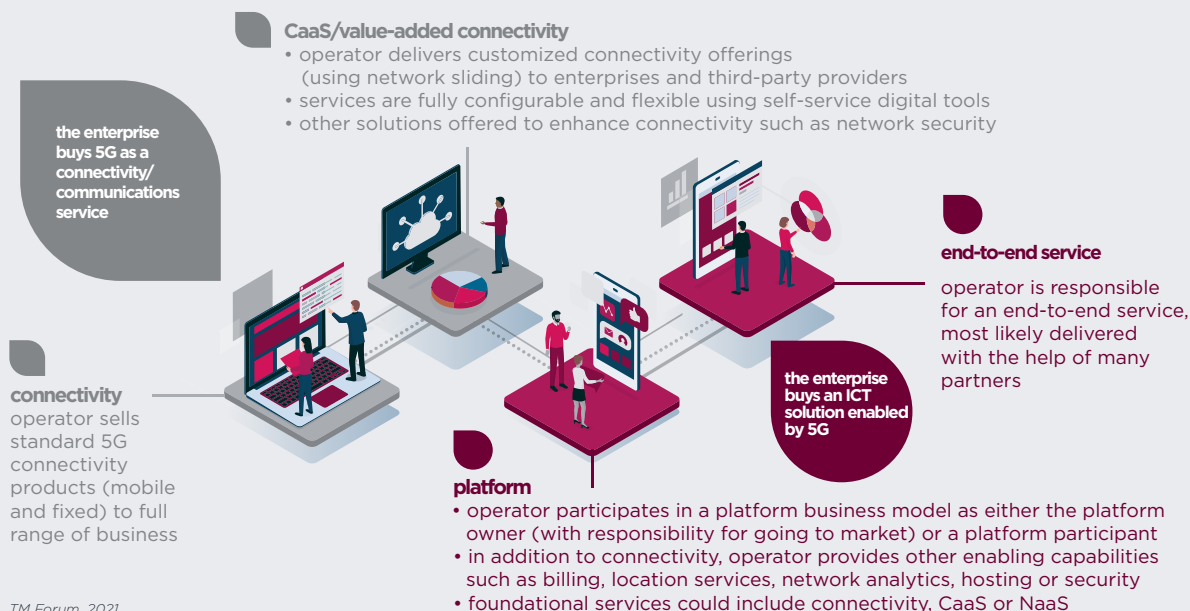 CaaS/value-added connectivity
• operator delivers customized connectivity offerings
(using network sliding) to enterprises and third-party providers
• services are fully configurable and flexible using self-service digital tools
• other solutions offered to enhance connectivity such as network security
the enterprise
buys 5G as a
connectivity/
communications
service
end-to-end service
operator is responsible
for an end-to-end service,
most likely delivered
with the help of many
partners
connectivity
operator sells
standard 5G
connectivity
products (mobile
and fixed) to full
range of business
the enterprise
buys an ICT
solution enabled
by 5G
platform
• operator participates in a platform business model as either the platform
owner (with responsibility for going to market) or a platform participant
• in addition to connectivity, operator provides other enabling capabilities
such as billing, location services, network analytics, hosting or security
• foundational services could include connectivity, CaaS or NaaS
TM Forum, 2021